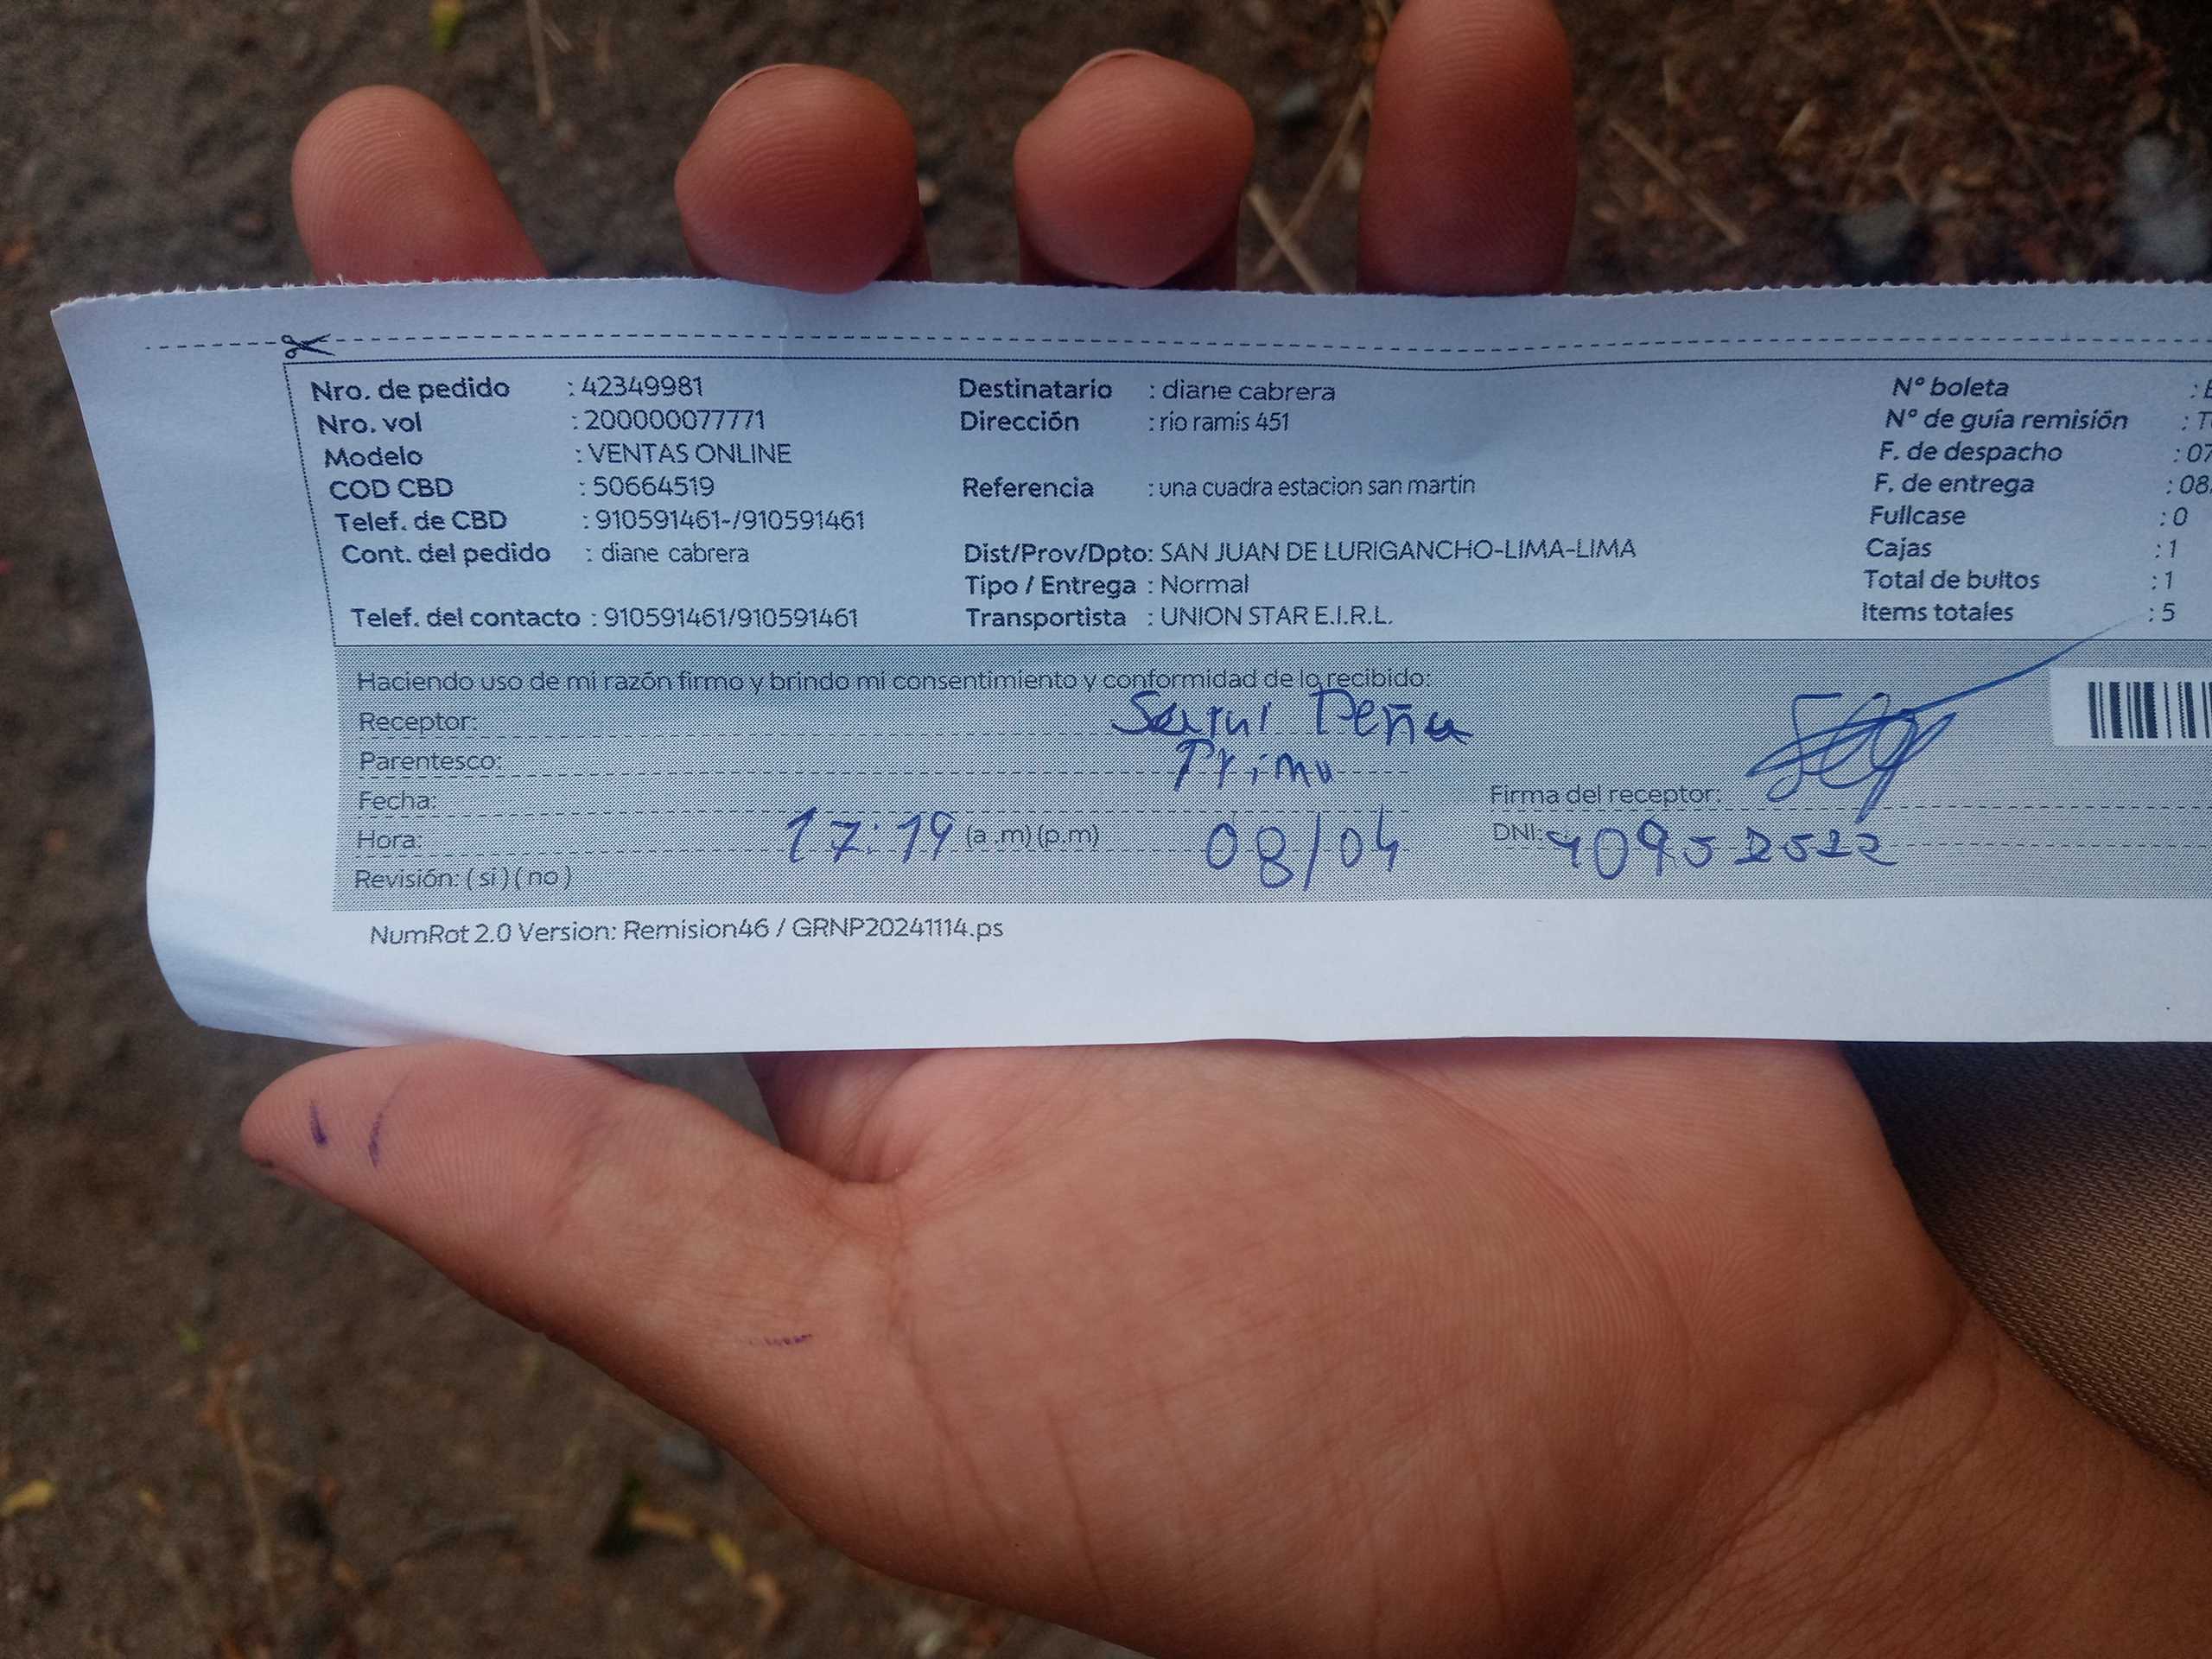 Nro. de pedido : 42349981 Destinatario : diane cabrera N° boleta :
Nro. vol : 200000077771 Dirección : rio ramis 451 N° de guía remisión :
Modelo : VENTAS ONLINE F. de despacho : 07
COD CBD : 50664519 Referencia : una cuadra estacion san martin F. de entrega : 08
Telef. de CBD : 910591461-/910591461 Fullcase : 0
Cont. del pedido : diane cabrera Dist/Prov/Dpto: SAN JUAN DE LURIGANCHO-LIMA-LIMA Cajas : 1
Tipo / Entrega : Normal Total de bultos : 1
Telef. del contacto : 910591461/910591461 Transportista : UNION STAR E.I.R.L. Items totales : 5
Haciendo uso de mi razón firmo y brindo mi consentimiento y conformidad de lo recibido:
Receptor: Peña
Parentesco: Primo
Fecha: Firma del receptor:
Hora: 17:19 (a.m)(p.m) 08/04 DNI: 40952522
Revisión: (si)(no)
NumRot 2.0 Version: Remision46 / GRNP20241114.ps